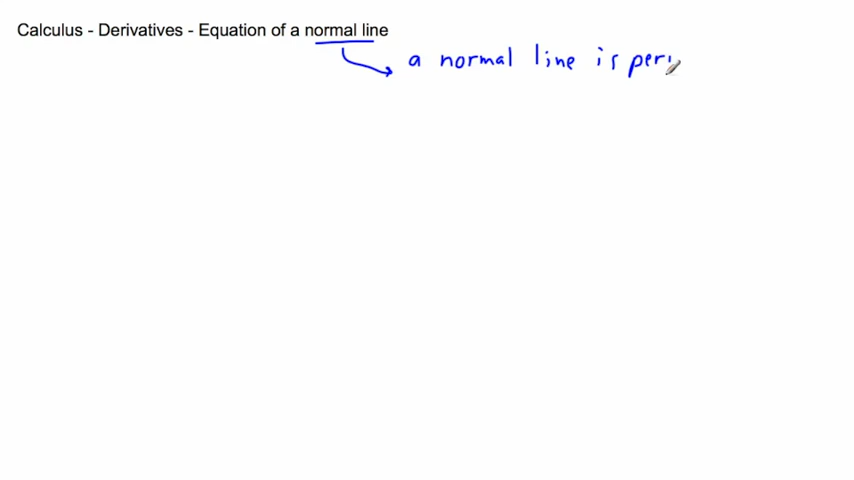 Calculus - Derivatives - Equation of a normal line
a normal line is per